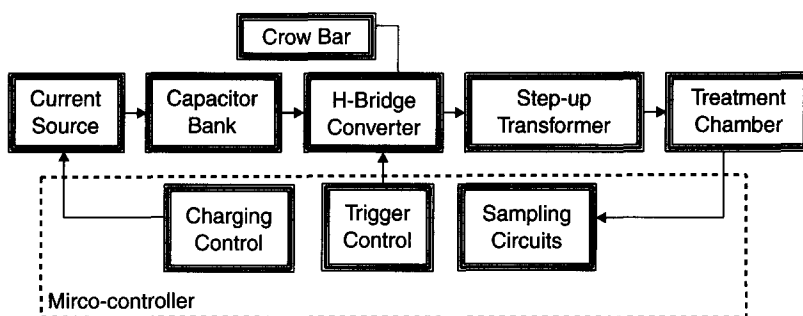 Crow Bar
Current
Source
Capacitor
Bank
H-Bridge
Converter
Step-up
Transformer
Treatment
Chamber
Charging
Control
Trigger
Control
Sampling
Circuits
Mirco-controller